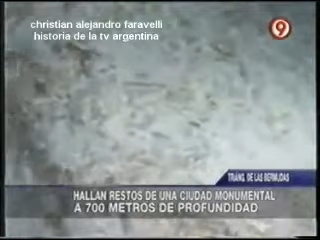 christian alejandro faravelli
historia de la tv argentina
9
TRIÁNG. DE LAS BERMUDAS
HALLAN RESTOS DE UNA CIUDAD MONUMENTAL
A 700 METROS DE PROFUNDIDAD